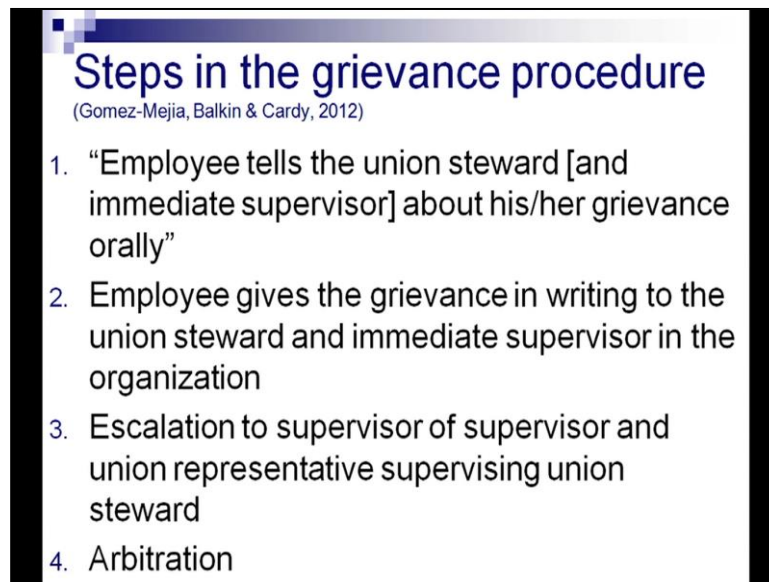 Steps in the grievance procedure
(Gomez-Mejia, Balkin & Cardy, 2012)
1. “Employee tells the union steward [and
immediate supervisor] about his/her grievance
orally”
2. Employee gives the grievance in writing to the
union steward and immediate supervisor in the
organization
3. Escalation to supervisor of supervisor and
union representative supervising union
steward
4. Arbitration